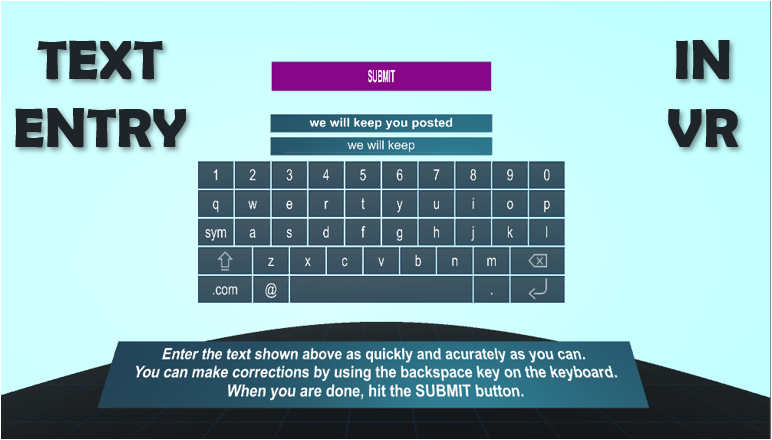 TEXT ENTRY
IN VR
SUBMIT
we will keep you posted
we will keep
1 2 3 4 5 6 7 8 9 0
q w e r t y u i o p
sym a s d f g h j k l
z x c v b n m
.com @ .
Enter the text shown above as quickly and acurately as you can.
You can make corrections by using the backspace key on the keyboard.
When you are done, hit the SUBMIT button.